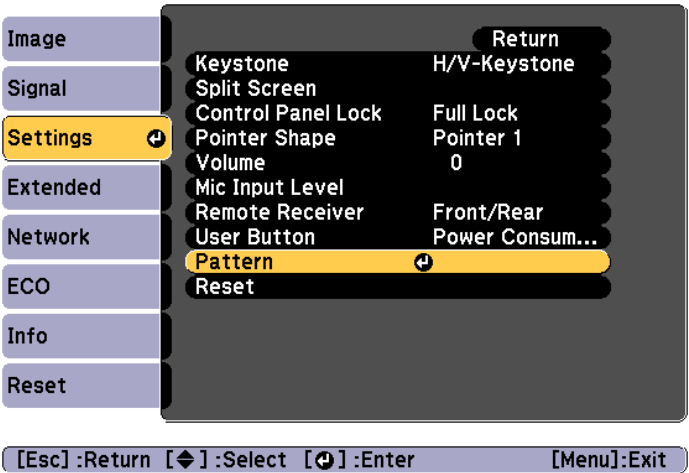 Image
Signal
Settings
Extended
Network
ECO
Info
Reset
Return
Keystone H/V-Keystone
Split Screen
Control Panel Lock Full Lock
Pointer Shape Pointer 1
Volume 0
Mic Input Level
Remote Receiver Front/Rear
User Button Power Consum...
Pattern
Reset
[Esc] :Return [◆] :Select [↵] :Enter [Menu]:Exit